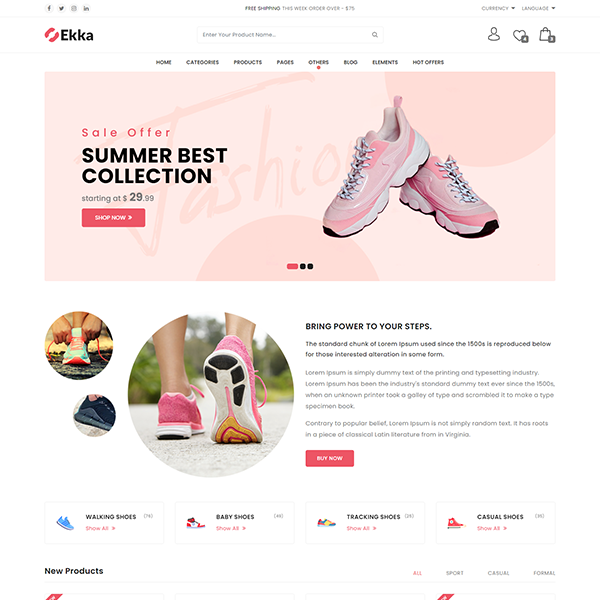 FREE SHIPPING THIS WEEK ORDER OVER - $75
CURRENCY LANGUAGE
Ekka
Enter Your Product Name...
HOME CATEGORIES PRODUCTS PAGES OTHERS BLOG ELEMENTS HOT OFFERS
Fashion
Sale Offer
SUMMER BEST
COLLECTION
starting at $ 29.99
SHOP NOW »
BRING POWER TO YOUR STEPS.
The standard chunk of Lorem Ipsum used since the 1500s is reproduced below
for those interested alteration in some form.
Lorem Ipsum is simply dummy text of the printing and typesetting industry.
Lorem Ipsum has been the industry's standard dummy text ever since the 1500s,
when an unknown printer took a galley of type and scrambled It to make a type
specimen book.
Contrary to popular belief, Lorem Ipsum is not simply random text. It has roots
in a piece of classical Latin literature from in Virginia.
BUY NOW
WALKING SHOES
Show All »
BABY SHOES
Show All »
TRACKING SHOES
Show All »
CASUAL SHOES
Show All »
New Products
ALL SPORT CASUAL FORMAL